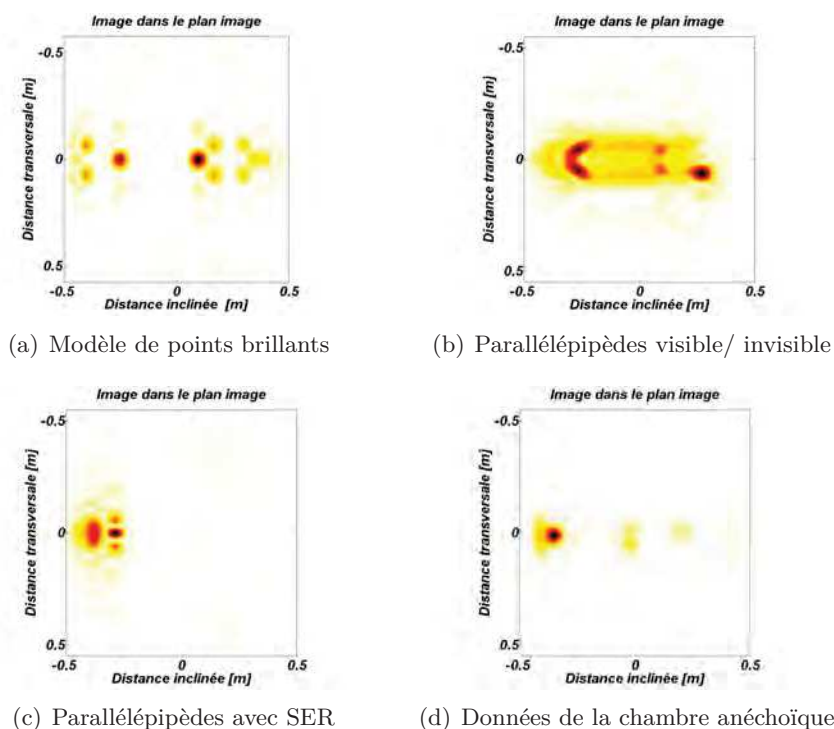 Image dans le plan image
Image dans le plan image
-0.5
0
0.5
Distance transversale [m]
-0.5
0
0.5
Distance inclinée [m]
-0.5
0
0.5
Distance transversale [m]
-0.5
0
0.5
Distance inclinée [m]
(a) Modèle de points brillants
(b) Parallélépipèdes visible/ invisible
Image dans le plan image
Image dans le plan image
-0.5
0
0.5
Distance transversale [m]
-0.5
0
0.5
Distance inclinée [m]
-0.5
0
0.5
Distance transversale [m]
-0.5
0
0.5
Distance inclinée [m]
(c) Parallélépipèdes avec SER
(d) Données de la chambre anéchoïque